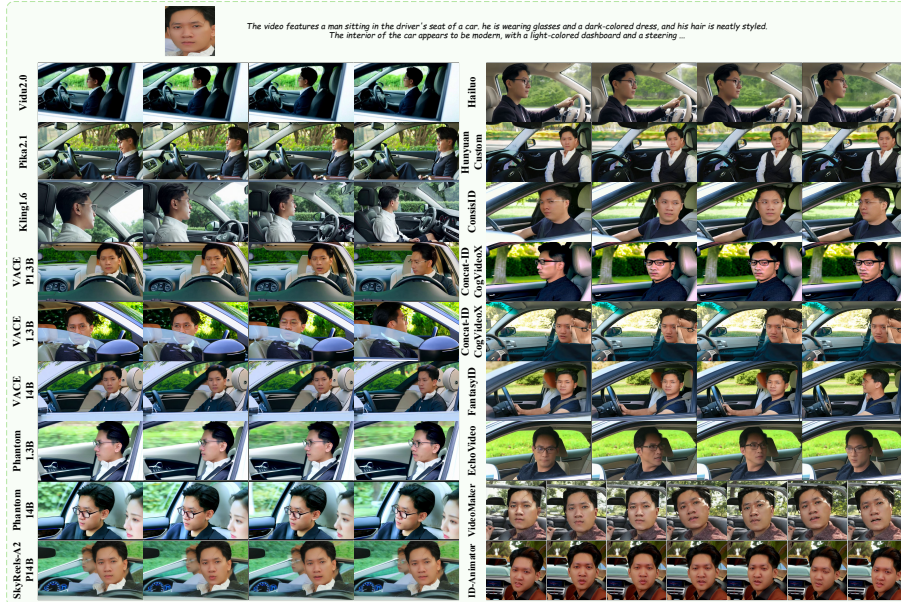 The video features a man sitting in the driver's seat of a car. he is wearing glasses and a dark-colored dress, and his hair is neatly styled.
The interior of the car appears to be modern, with a light-colored dashboard and a steering ...
Vidu2.0
Pika2.1
Kling1.6
VACE
P1.3B
VACE
1.3B
VACE
14B
Phantom
1.3B
Phantom
14B
SkyReels-A2
P14B
Hailuo
Hunyuan
Custom
ConsisID
Concat-ID
CogVideoX
Concat-ID
CogVideoX
FantasyID
EchoVideo
VideoMaker
ID-Animator